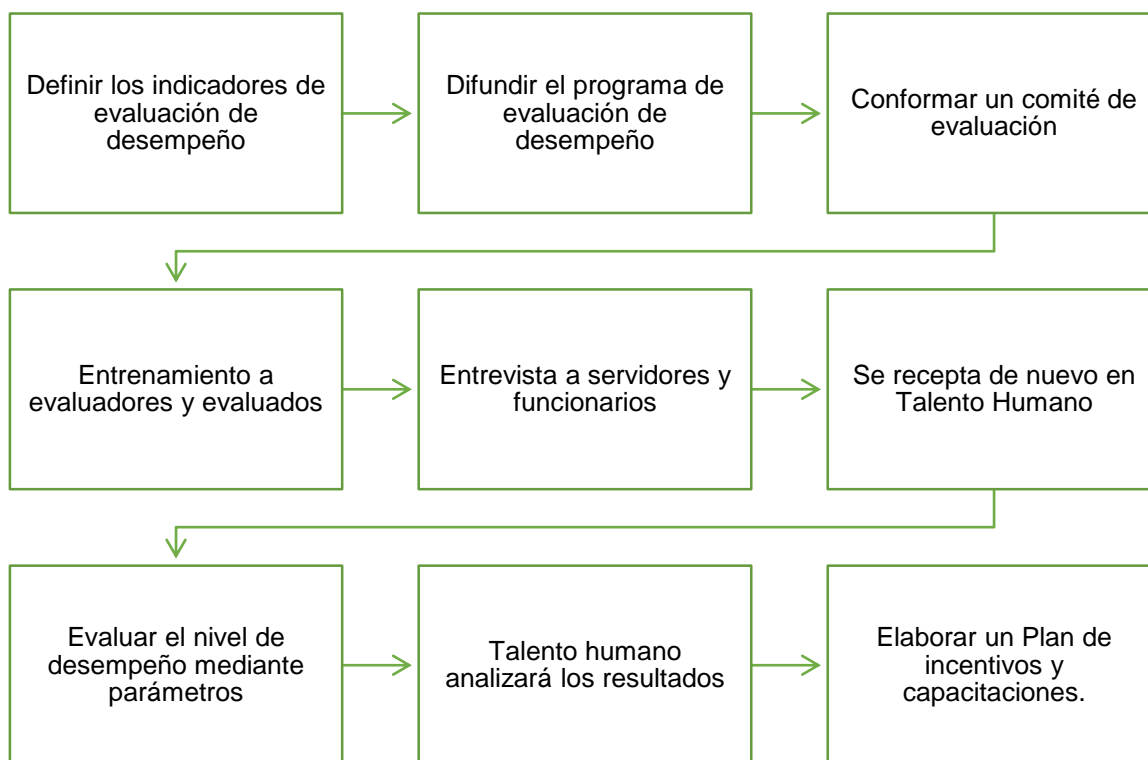 Definir los indicadores de
evaluación de
desempeño
Difundir el programa de
evaluación de
desempeño
Conformar un comité de
evaluación
Entrenamiento a
evaluadores y evaluados
Entrevista a servidores y
funcionarios
Se recepta de nuevo en
Talento Humano
Evaluar el nivel de
desempeño mediante
parámetros
Talento humano
analizará los resultados
Elaborar un Plan de
incentivos y
capacitaciones.